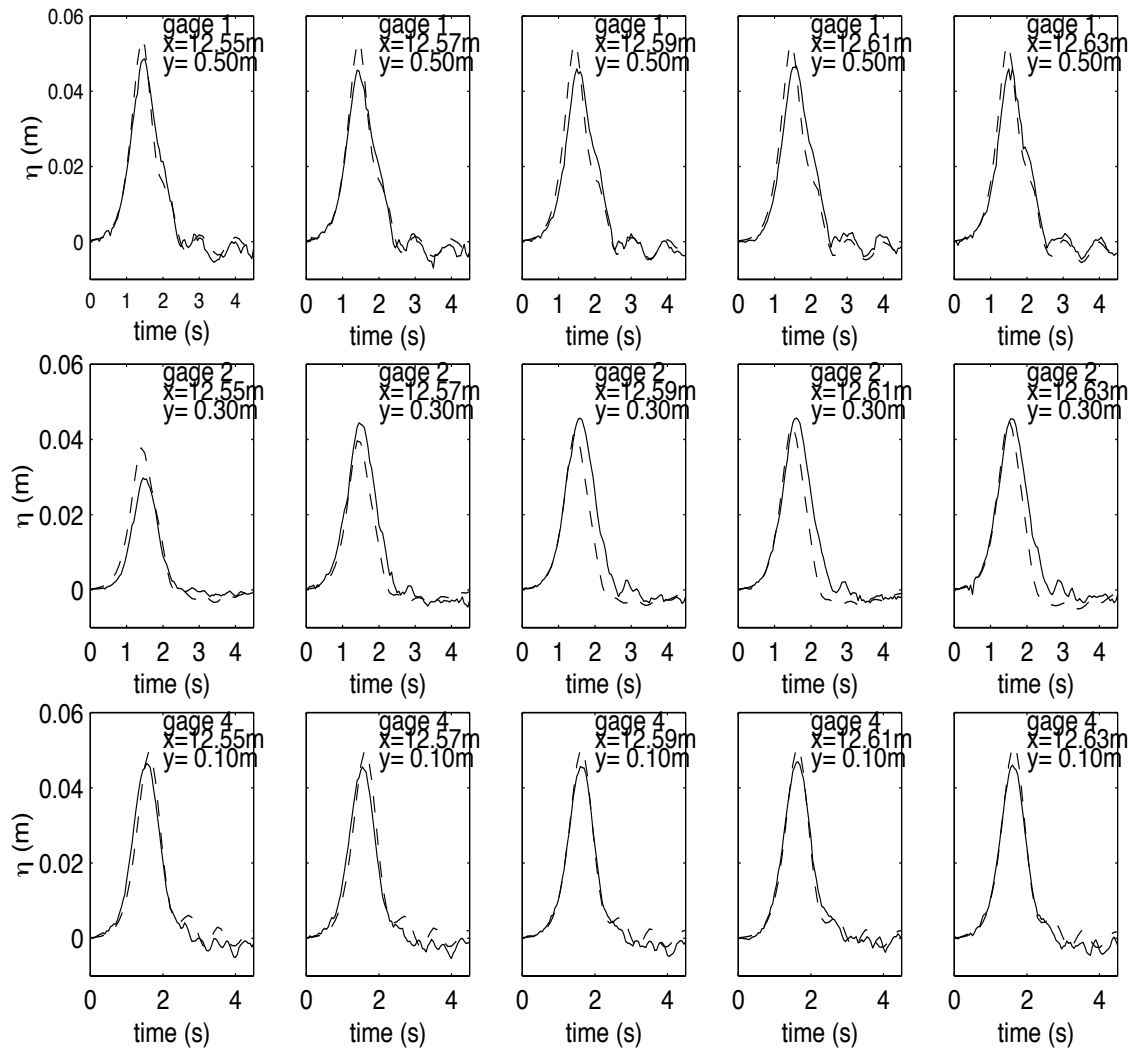 gage 1
x=12.55m
y= 0.50m
gage 1
x=12.57m
y= 0.50m
gage 1
x=12.59m
y= 0.50m
gage 1
x=12.61m
y= 0.50m
gage 1
x=12.63m
y= 0.50m
0.06
0.04
0.02
0
η (m)
0 1 2 3 4
0 1 2 3 4
0 1 2 3 4
0 1 2 3 4
0 1 2 3 4
time (s)
time (s)
time (s)
time (s)
time (s)
gage 2
x=12.55m
y= 0.30m
gage 2
x=12.57m
y= 0.30m
gage 2
x=12.59m
y= 0.30m
gage 2
x=12.61m
y= 0.30m
gage 2
x=12.63m
y= 0.30m
0.06
0.04
0.02
0
η (m)
0 1 2 3 4
0 1 2 3 4
0 1 2 3 4
0 1 2 3 4
0 1 2 3 4
time (s)
time (s)
time (s)
time (s)
time (s)
gage 4
x=12.55m
y= 0.10m
gage 4
x=12.57m
y= 0.10m
gage 4
x=12.59m
y= 0.10m
gage 4
x=12.61m
y= 0.10m
gage 4
x=12.63m
y= 0.10m
0.06
0.04
0.02
0
η (m)
0 2 4
0 2 4
0 2 4
0 2 4
0 2 4
time (s)
time (s)
time (s)
time (s)
time (s)